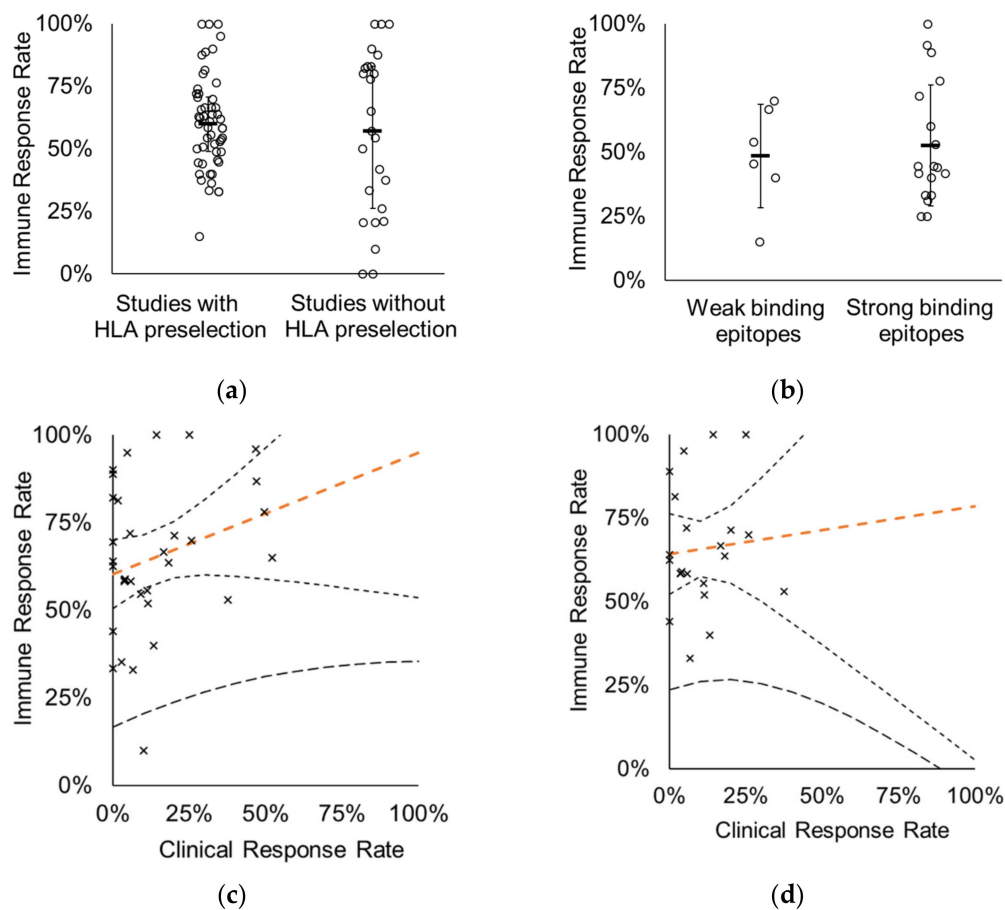 Immune Response Rate
100%
75%
50%
25%
0%
Studies with
HLA preselection
Studies without
HLA preselection
(a)
Immune Response Rate
100%
75%
50%
25%
0%
Weak binding
epitopes
Strong binding
epitopes
(b)
Immune Response Rate
100%
75%
50%
25%
0%
0% 25% 50% 75% 100%
Clinical Response Rate
(c)
Immune Response Rate
100%
75%
50%
25%
0%
0% 25% 50% 75% 100%
Clinical Response Rate
(d)